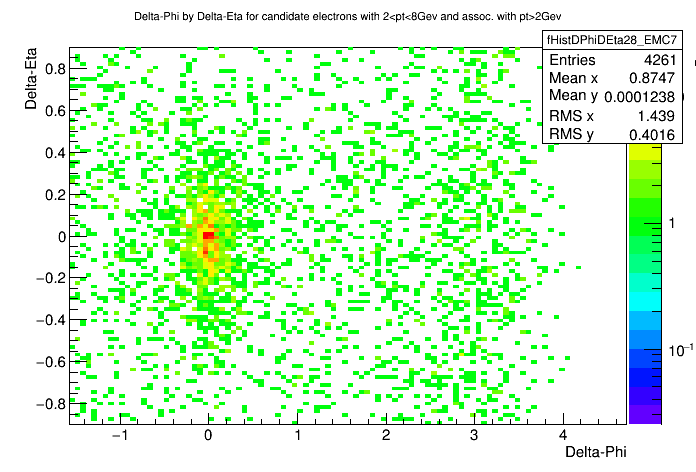 Delta-Phi by Delta-Eta for candidate electrons with 2<pt<8Gev and assoc. with pt>2Gev
fHistDPhiDEta28_EMC7
Entries 4261
Mean x 0.8747
Mean y 0.0001238
RMS x 1.439
RMS y 0.4016
Delta-Eta
0.8
0.6
0.4
0.2
0
−0.2
−0.4
−0.6
−0.8
1
10⁻¹
−1 0 1 2 3 4
Delta-Phi